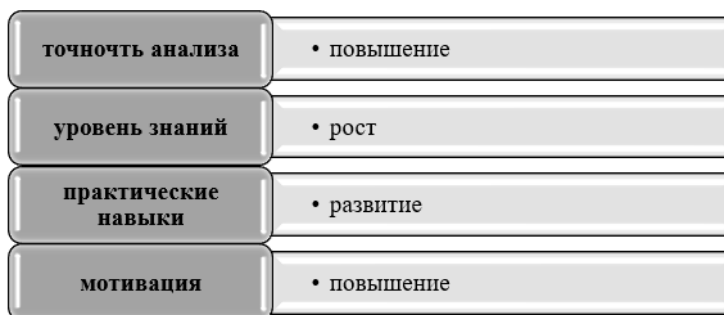 точночть анализа
• повышение
уровень знаний
• рост
практические
навыки
• развитие
мотивация
• повышение